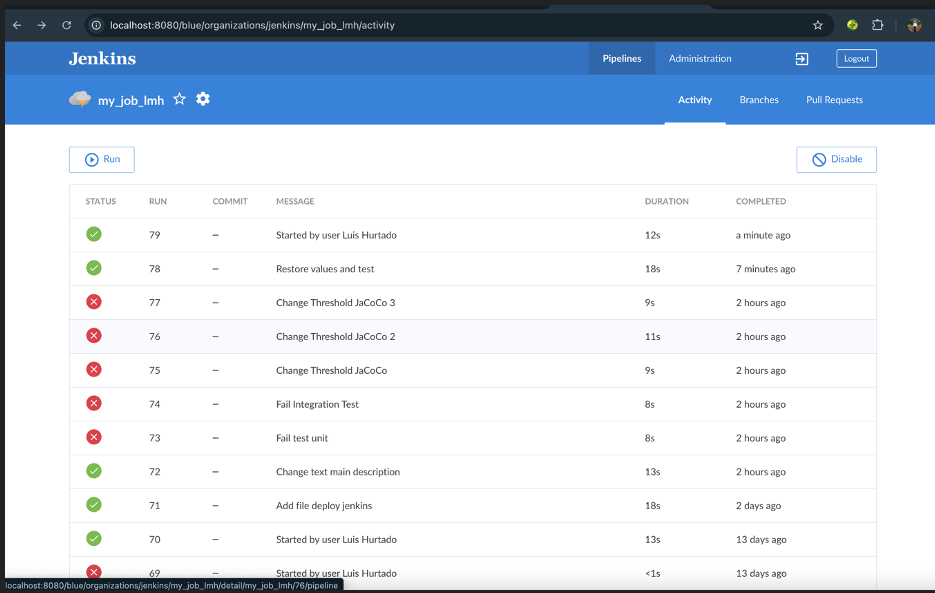 localhost:8080/blue/organizations/jenkins/my_job_lmh/activity
Jenkins
Pipelines
Administration
Logout
my_job_lmh
Activity
Branches
Pull Requests
Run
Disable
STATUS RUN COMMIT MESSAGE DURATION COMPLETED
79 – Started by user Luis Hurtado 12s a minute ago
78 – Restore values and test 18s 7 minutes ago
77 – Change Threshold JaCoCo 3 9s 2 hours ago
76 – Change Threshold JaCoCo 2 11s 2 hours ago
75 – Change Threshold JaCoCo 9s 2 hours ago
74 – Fail Integration Test 8s 2 hours ago
73 – Fail test unit 8s 2 hours ago
72 – Change text main description 13s 2 hours ago
71 – Add file deploy jenkins 18s 2 days ago
70 – Started by user Luis Hurtado 13s 13 days ago
69 – Started by user Luis Hurtado <1s 13 days ago
localhost:8080/blue/organizations/jenkins/my_job_lmh/detail/my_job_lmh/76/pipeline